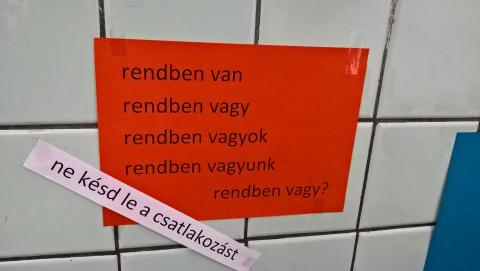 rendben van
rendben vagy
rendben vagyok
rendben vagyunk
rendben vagy?
ne késd le a csatlakozást